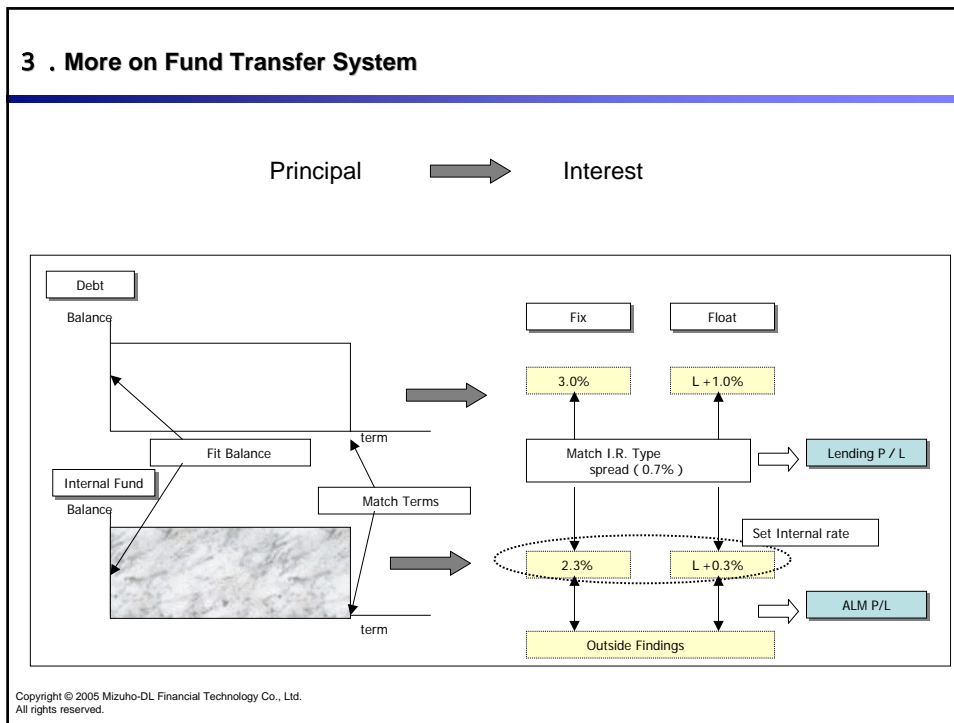 ３．More on Fund Transfer System
Principal
Interest
Debt
Balance
term
Fit Balance
Internal Fund
Balance
Match Terms
term
Fix
Float
3.0%
L +1.0%
Match I.R. Type
spread ( 0.7% )
Lending P / L
Set Internal rate
2.3%
L +0.3%
ALM P/L
Outside Findings
Copyright © 2005 Mizuho-DL Financial Technology Co., Ltd.
All rights reserved.